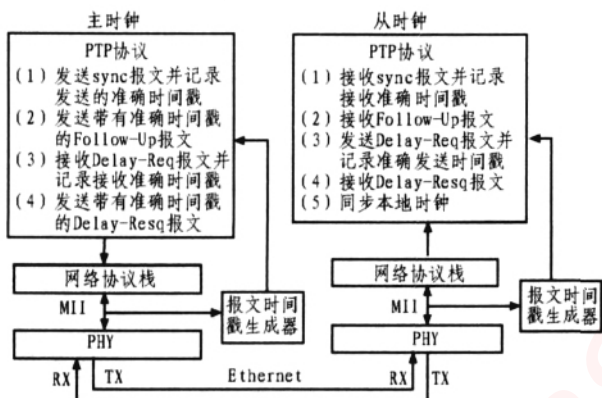 主时钟
PTP协议
(1) 发送sync报文并记录
发送的准确时间戳
(2) 发送带有准确时间戳
的Follow-Up报文
(3) 接收Delay-Req报文并
记录接收准确时间戳
(4) 发送带有准确时间戳
的Delay-Resq报文
网络协议栈
MII
报文时间
戳生成器
PHY
RX
TX
Ethernet
从时钟
PTP协议
(1) 接收sync报文并记录
接收准确时间戳
(2) 接收Follow-Up报文
(3) 发送Delay-Req报文并
记录准确发送时间戳
(4) 接收Delay-Resq报文
(5) 同步本地时钟
网络协议栈
MII
报文时间
戳生成器
PHY
RX
TX